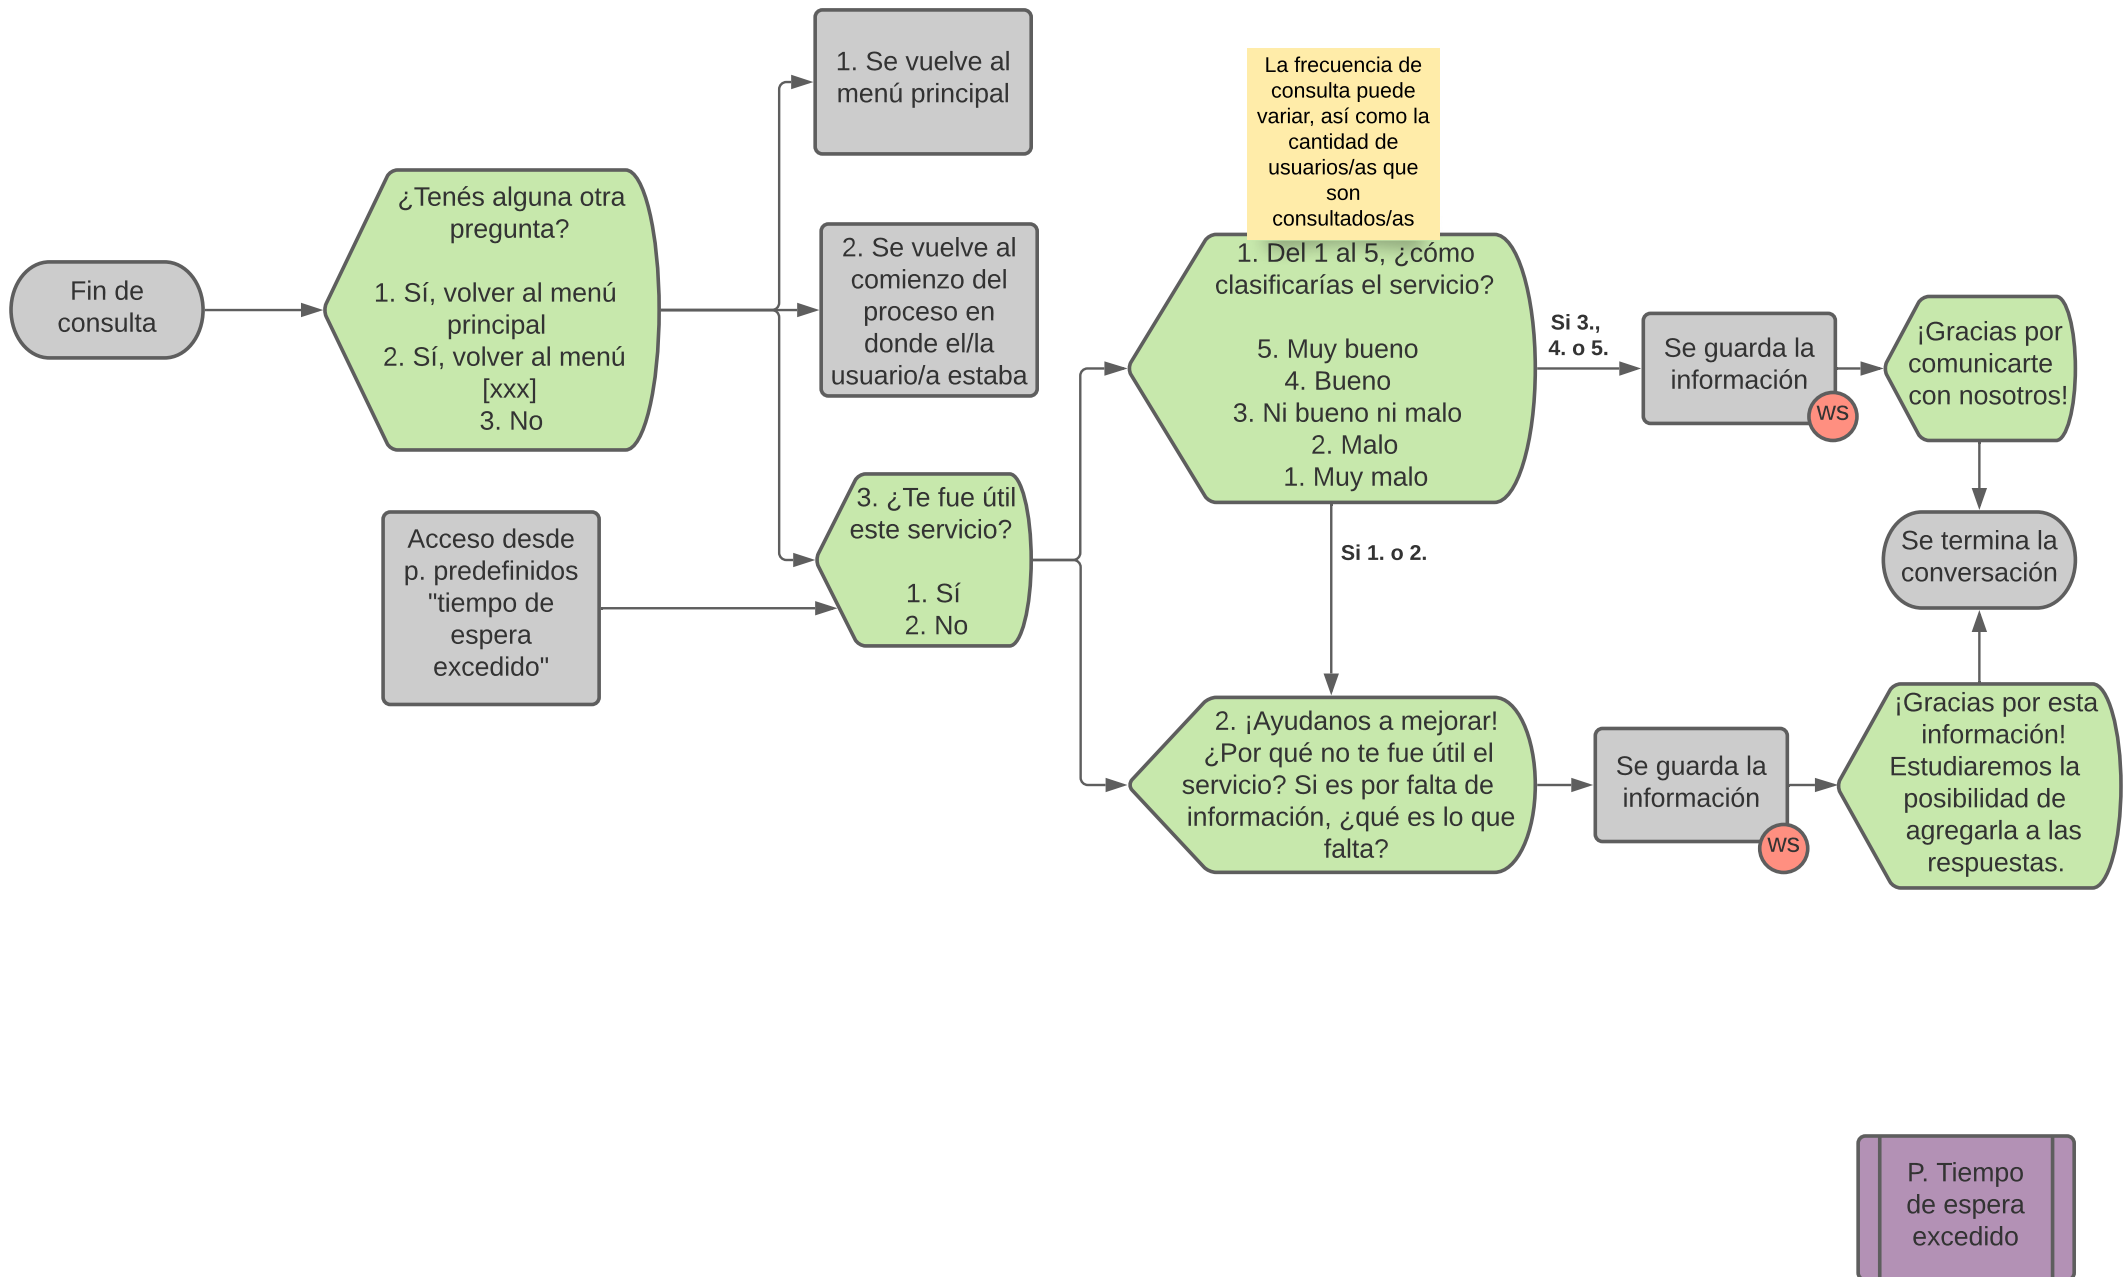 Fin de
consulta
¿Tenés alguna otra
pregunta?
1. Sí, volver al menú
principal
2. Sí, volver al menú
[xxx]
3. No
1. Se vuelve al
menú principal
2. Se vuelve al
comienzo del
proceso en
donde el/la
usuario/a estaba
Acceso desde
p. predefinidos
"tiempo de
espera
excedido"
3. ¿Te fue útil
este servicio?
1. Sí
2. No
La frecuencia de
consulta puede
variar, así como la
cantidad de
usuarios/as que
son
consultados/as
1. Del 1 al 5, ¿cómo
clasificarías el servicio?
5. Muy bueno
4. Bueno
3. Ni bueno ni malo
2. Malo
1. Muy malo
Si 3.,
4. o 5.
Se guarda la
información
ws
¡Gracias por
comunicarte
con nosotros!
Si 1. o 2.
Se termina la
conversación
2. ¡Ayudanos a mejorar!
¿Por qué no te fue útil el
servicio? Si es por falta de
información, ¿qué es lo que
falta?
Se guarda la
información
ws
¡Gracias por esta
información!
Estudiaremos la
posibilidad de
agregarla a las
respuestas.
P. Tiempo
de espera
excedido